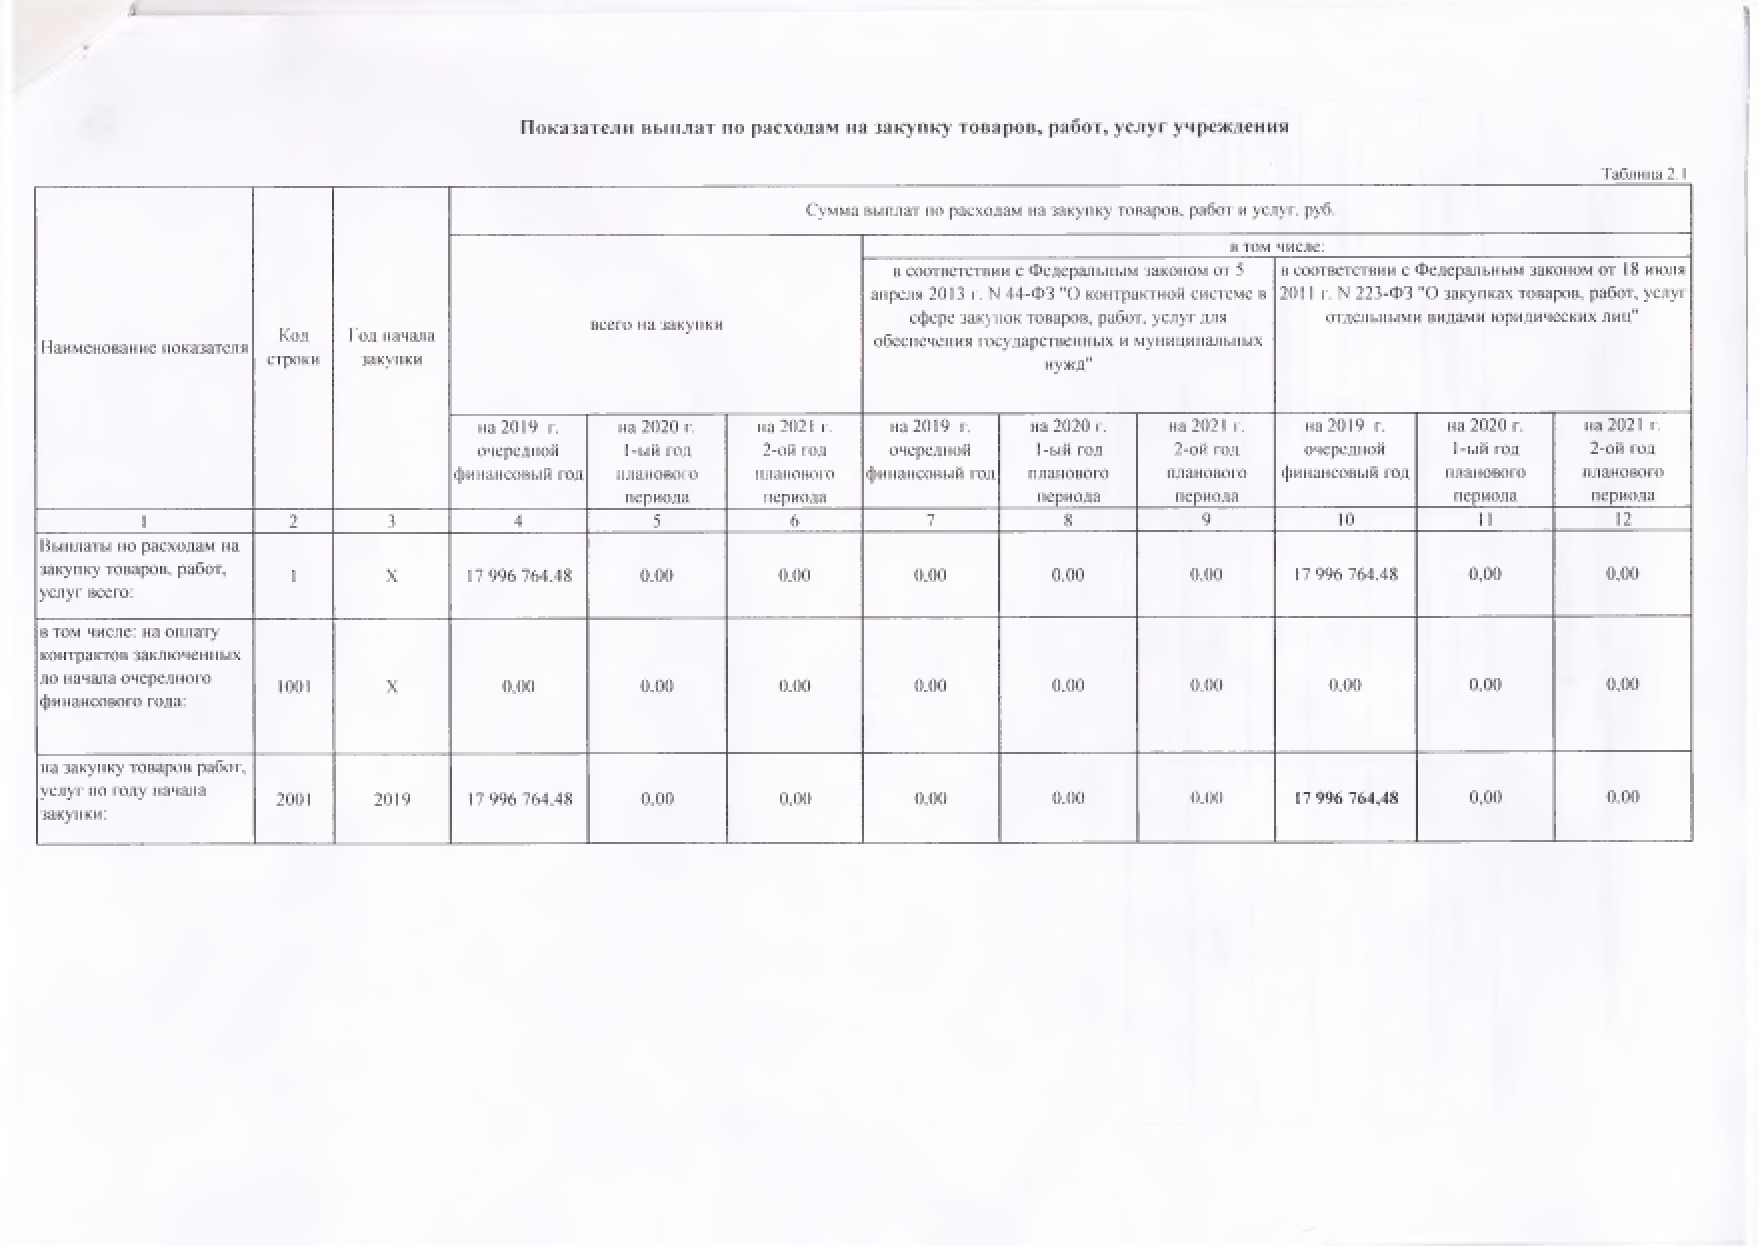 Показатели выплат по расходам на закупку товаров, работ, услуг учреждения
Таблица 2.1
Наименование показателя
Код
строки
Год начала
закупки
Сумма выплат по расходам на закупку товаров, работ и услуг, руб.
всего на закупки
в том числе:
в соответствии с Федеральным законом от 5
апреля 2013 г. N 44-ФЗ "О контрактной системе в
сфере закупок товаров, работ, услуг для
обеспечения государственных и муниципальных
нужд"
в соответствии с Федеральным законом от 18 июля
2011 г. N 223-ФЗ "О закупках товаров, работ, услуг
отдельными видами юридических лиц"
на 2019 г.
очередной
финансовый год
на 2020 г.
1-ый год
планового
периода
на 2021 г.
2-ой год
планового
периода
на 2019 г.
очередной
финансовый год
на 2020 г.
1-ый год
планового
периода
на 2021 г.
2-ой год
планового
периода
на 2019 г.
очередной
финансовый год
на 2020 г.
1-ый год
планового
периода
на 2021 г.
2-ой год
планового
периода
1 2 3 4 5 6 7 8 9 10 11 12
Выплаты по расходам на
закупку товаров, работ,
услуг всего:
1 X 17 996 764,48 0,00 0,00 0,00 0,00 0,00 17 996 764,48 0,00 0,00
в том числе: на оплату
контрактов заключенных
до начала очередного
финансового года:
1001 X 0,00 0,00 0,00 0,00 0,00 0,00 0,00 0,00 0,00
на закупку товаров работ,
услуг по году начала
закупки:
2001 2019 17 996 764,48 0,00 0,00 0,00 0,00 0,00 17 996 764,48 0,00 0,00